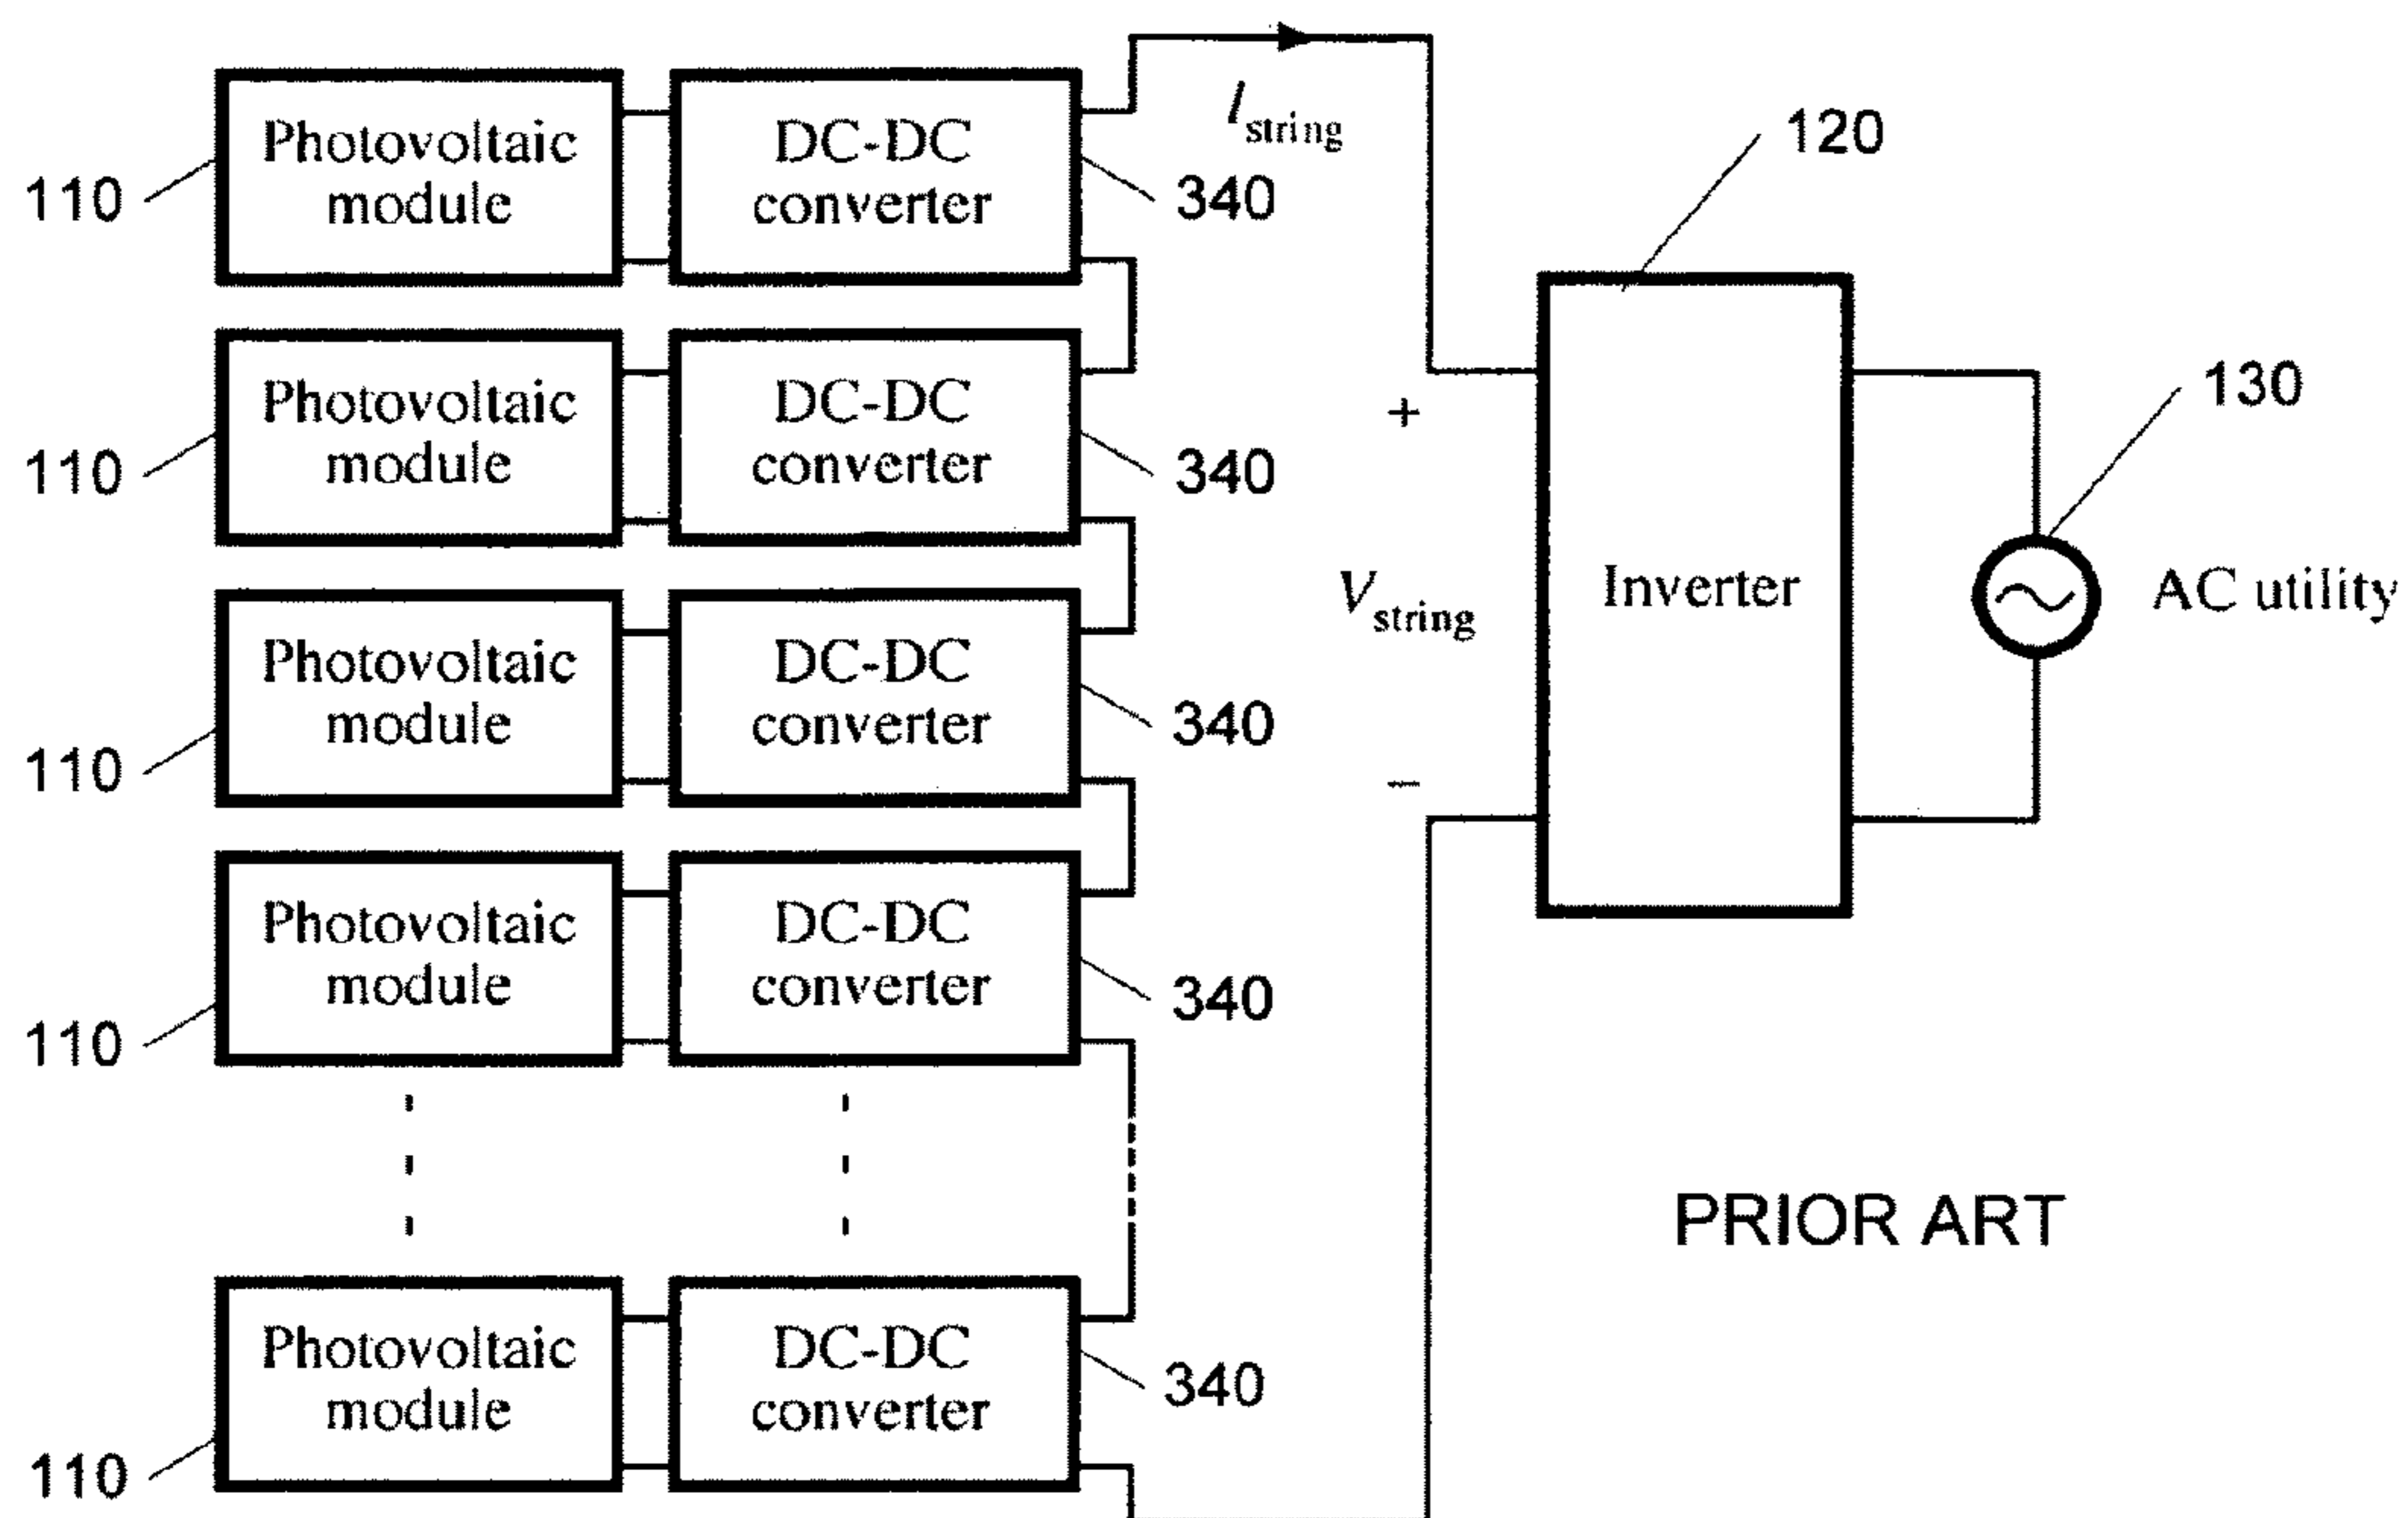 I string
120
Photovoltaic
module
DC-DC
converter
110
340
130
Photovoltaic
module
DC-DC
converter
110
340
+
V string
Inverter
AC utility
Photovoltaic
module
DC-DC
converter
110
340
−
Photovoltaic
module
DC-DC
converter
110
340
PRIOR ART
Photovoltaic
module
DC-DC
converter
110
340